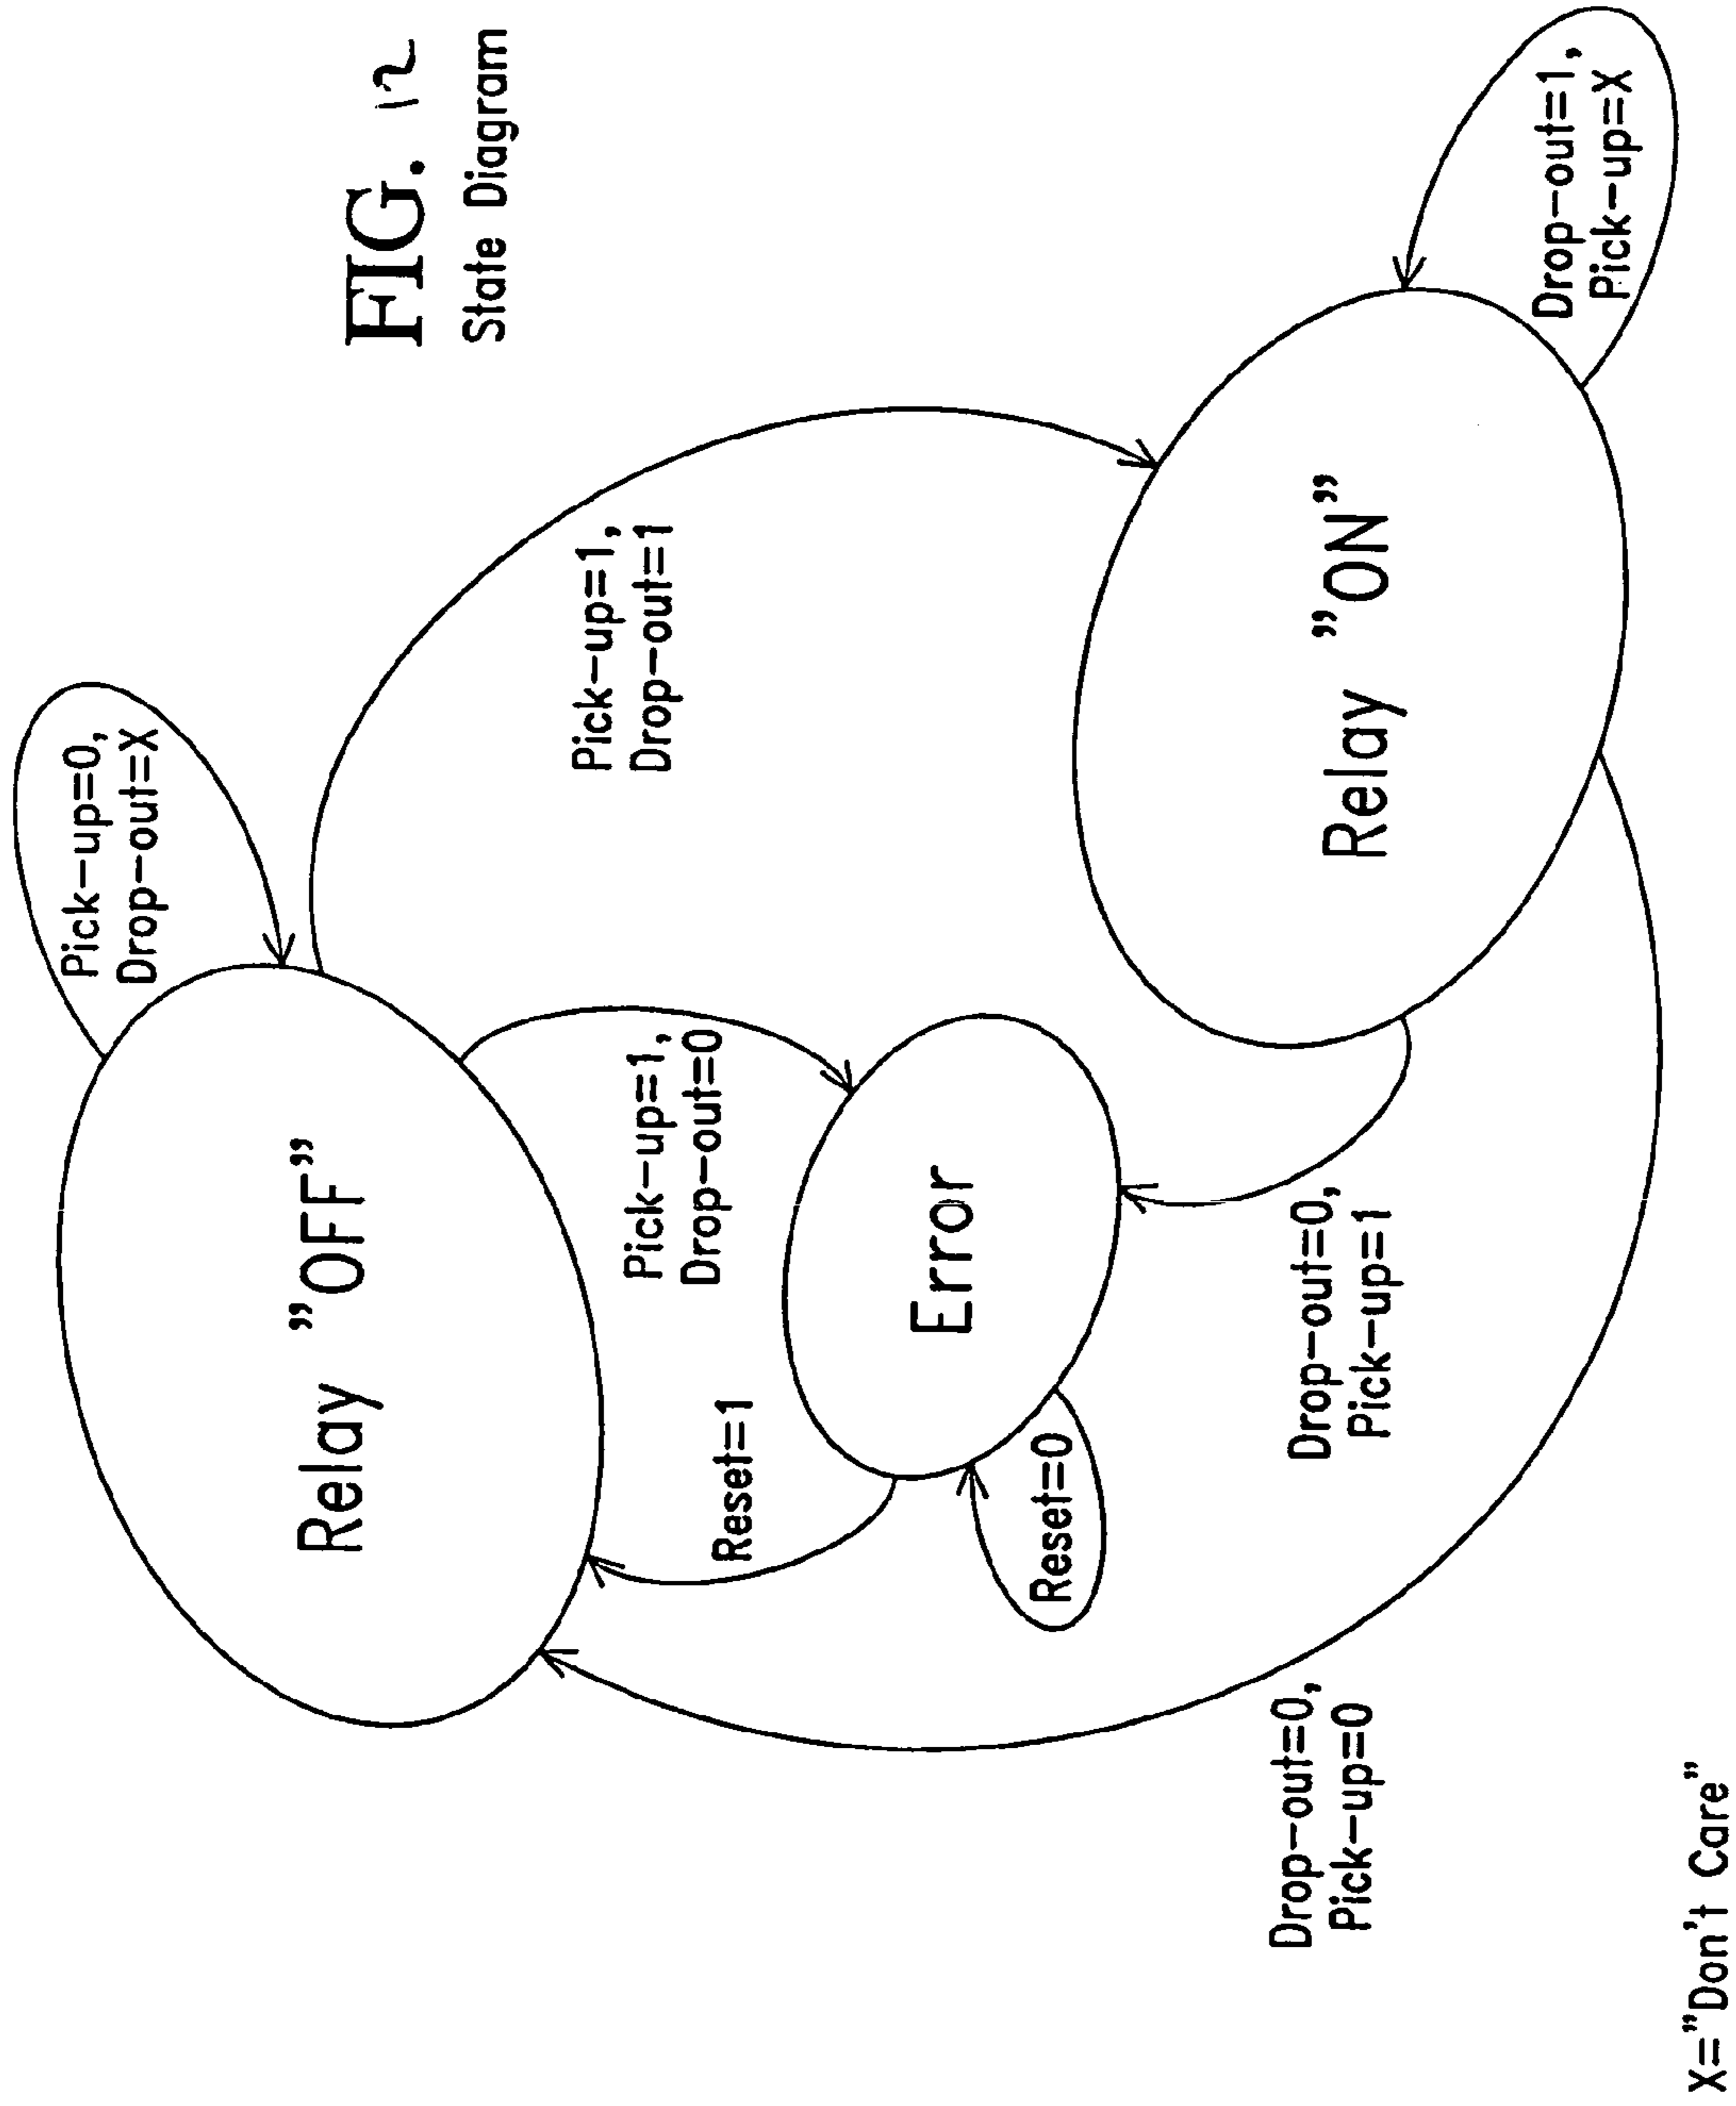 FIG. 12
State Diagram
Pick-up=0,
Drop-out=X
Relay "OFF"
Pick-up=1,
Drop-out=1
Pick-up=1,
Drop-out=0
Reset=1
Error
Reset=0
Relay "ON"
Drop-out=1,
Pick-up=X
Drop-out=0,
Pick-up=1
Drop-out=0,
Pick-up=0
X="Don't Care"